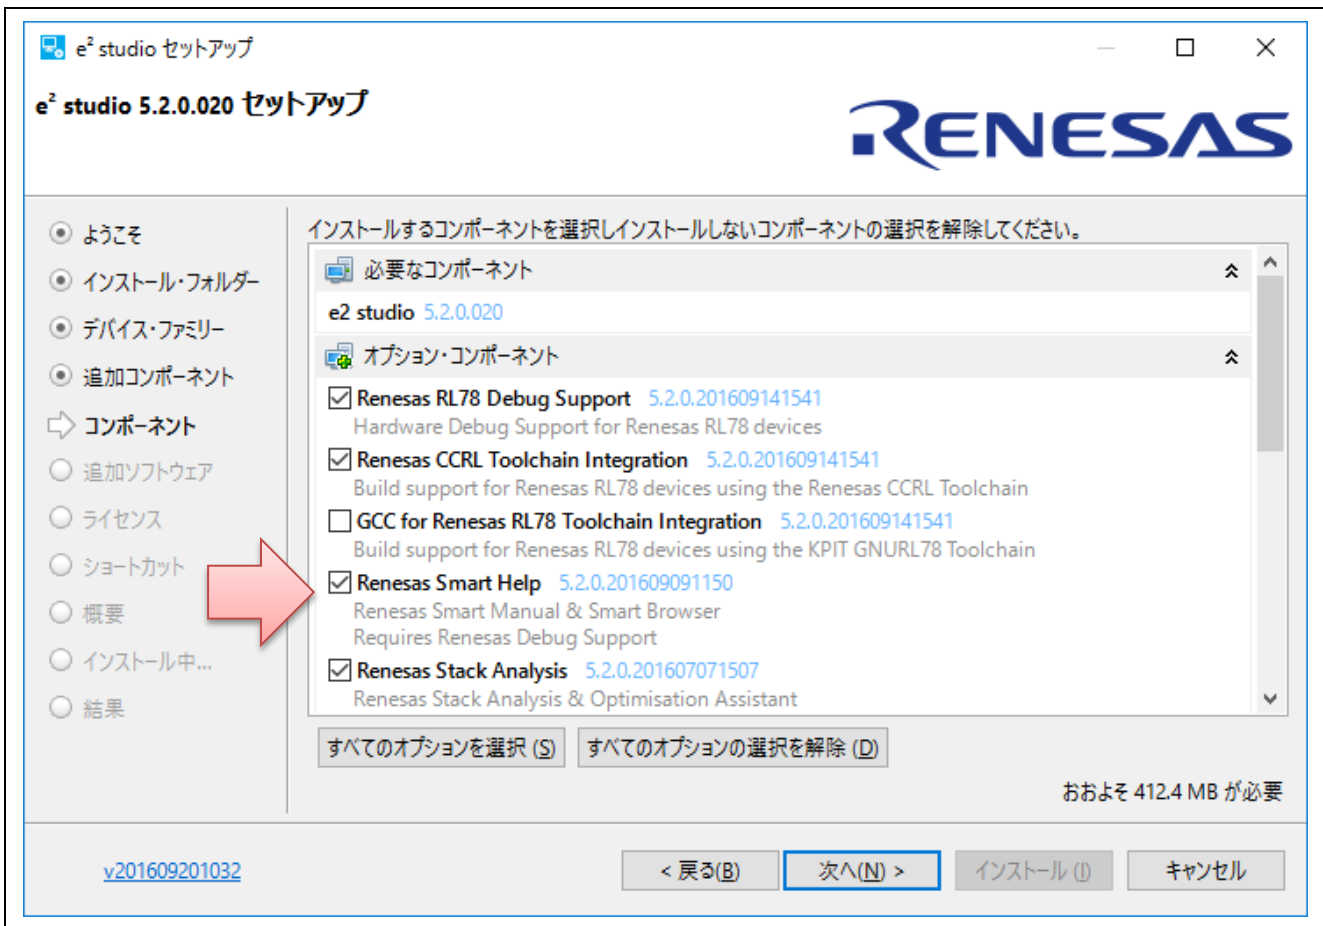 e² studio セットアップ
e² studio 5.2.0.020 セットアップ
RENESAS
ようこそ
インストール・フォルダー
デバイス・ファミリー
追加コンポーネント
コンポーネント
追加ソフトウェア
ライセンス
ショートカット
概要
インストール中...
結果
インストールするコンポーネントを選択しインストールしないコンポーネントの選択を解除してください。
必要なコンポーネント
e2 studio 5.2.0.020
オプション・コンポーネント
Renesas RL78 Debug Support 5.2.0.201609141541
Hardware Debug Support for Renesas RL78 devices
Renesas CCRL Toolchain Integration 5.2.0.201609141541
Build support for Renesas RL78 devices using the Renesas CCRL Toolchain
GCC for Renesas RL78 Toolchain Integration 5.2.0.201609141541
Build support for Renesas RL78 devices using the KPIT GNURL78 Toolchain
Renesas Smart Help 5.2.0.201609091150
Renesas Smart Manual & Smart Browser
Requires Renesas Debug Support
Renesas Stack Analysis 5.2.0.201607071507
Renesas Stack Analysis & Optimisation Assistant
すべてのオプションを選択 (S) すべてのオプションの選択を解除 (D)
おおよそ 412.4 MB が必要
v201609201032
< 戻る(B) 次へ(N) > インストール (I) キャンセル